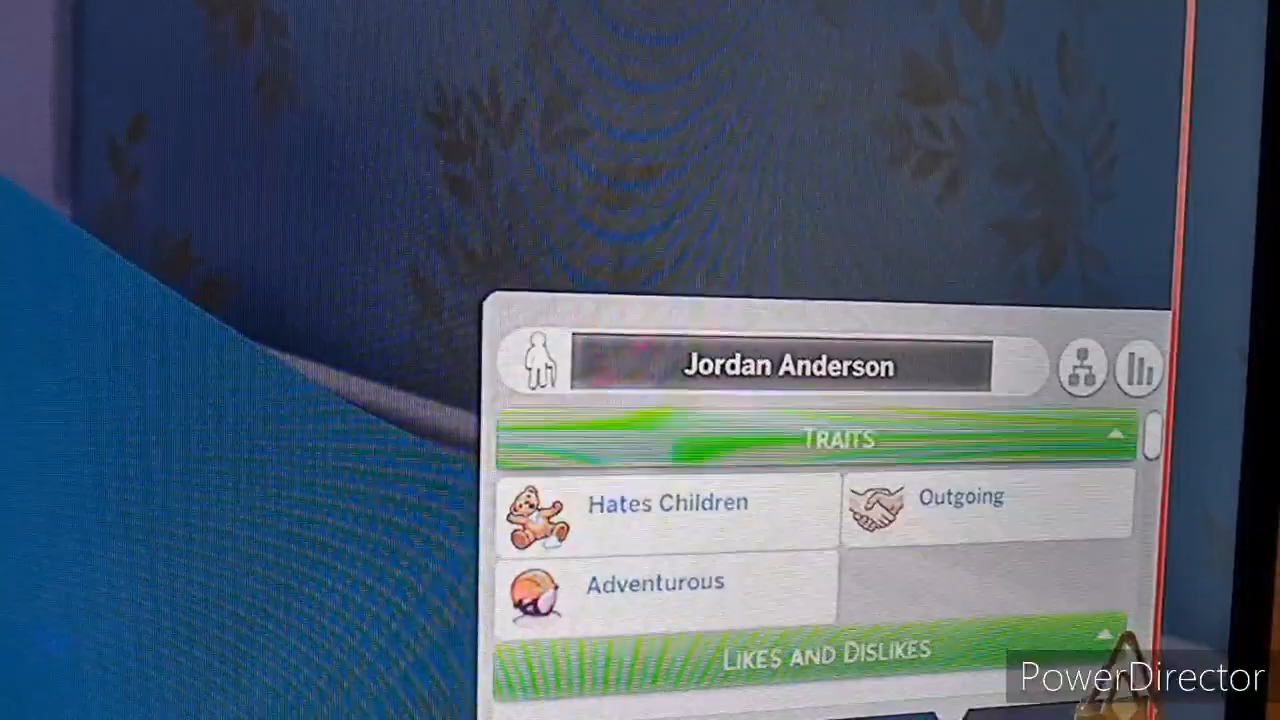 Jordan Anderson
TRAITS
Hates Children
Outgoing
Adventurous
LIKES AND DISLIKES
PowerDirector